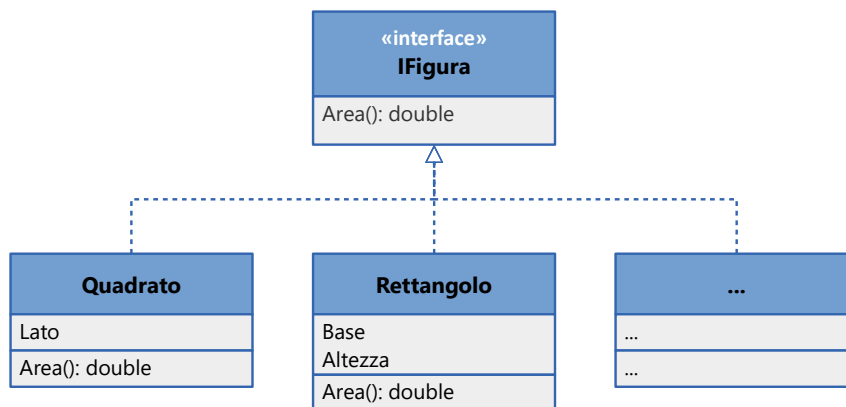 «interface»
IFigura
Area(): double
Quadrato
Lato
Area(): double
Rettangolo
Base
Altezza
Area(): double
...
...
...